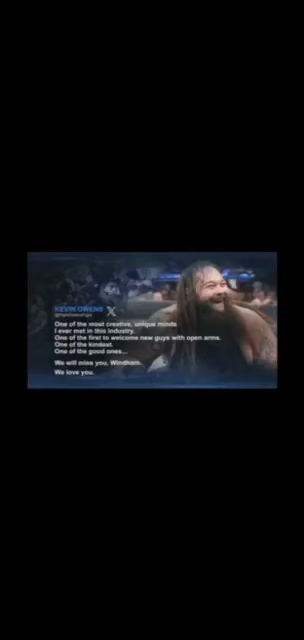 KEVIN OWENS X
@FightOwensFight
One of the most creative, unique minds
I ever met in this industry.
One of the first to welcome new guys with open arms.
One of the kindest.
One of the good ones...
We will miss you, Windham.
We love you.